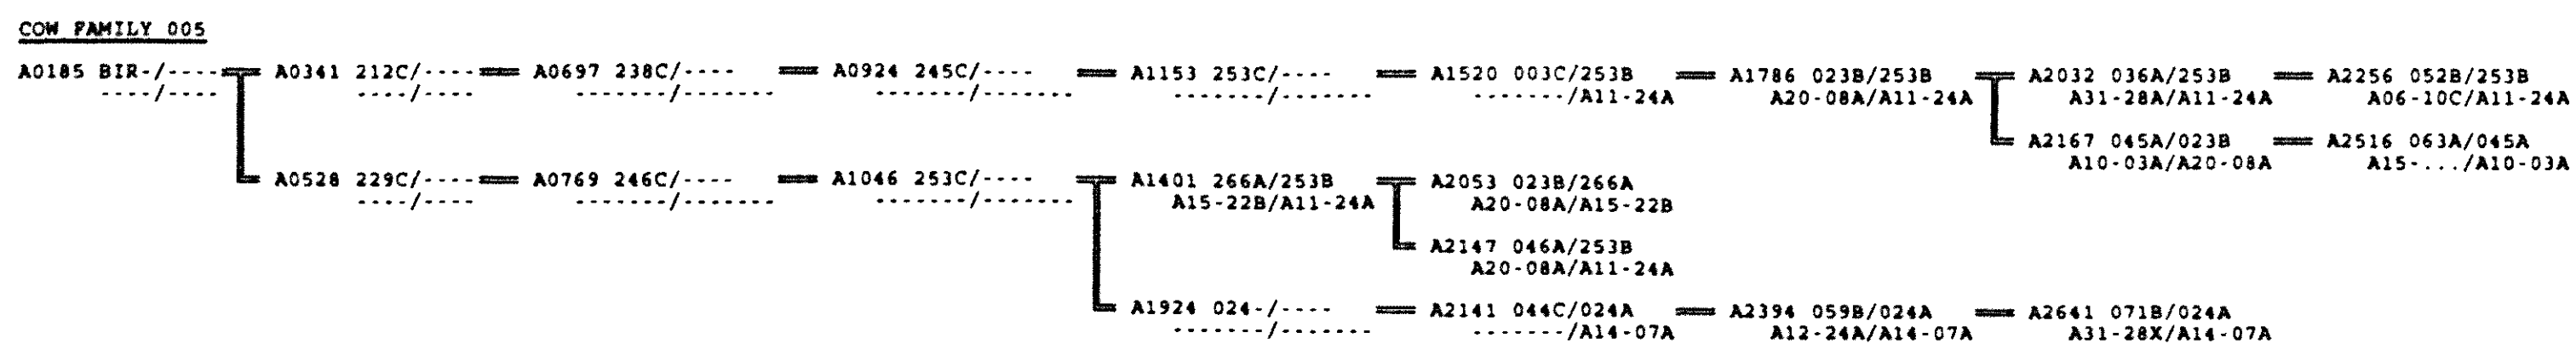 COW FAMILY 005
A0185 BIR-/---- A0341 212C/---- A0697 238C/---- A0924 245C/---- A1153 253C/---- A1520 003C/253B A1786 023B/253B A2032 036A/253B A2256 052B/253B
----/---- ----/---- -------/------- -------/------- -------/------- -------/A11-24A A20-08A/A11-24A A31-28A/A11-24A A06-10C/A11-24A
A2167 045A/023B A2516 063A/045A
A10-03A/A20-08A A15-.../A10-03A
A0528 229C/---- A0769 246C/---- A1046 253C/---- A1401 266A/253B A2053 023B/266A
----/---- -------/------- -------/------- A15-22B/A11-24A A20-08A/A15-22B
A2147 046A/253B
A20-08A/A11-24A
A1924 024-/---- A2141 044C/024A A2394 059B/024A A2641 071B/024A
-------/------- -------/A14-07A A12-24A/A14-07A A31-28X/A14-07A